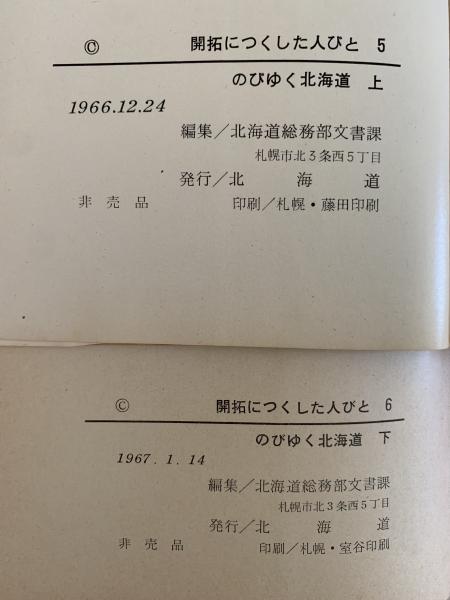 © 開拓につくした人びと 5
のびゆく北海道 上
1966.12.24
編集/北海道総務部文書課
札幌市北3条西5丁目
発行/北 海 道
非 売 品 印刷/札幌・藤田印刷
© 開拓につくした人びと 6
のびゆく北海道 下
1967. 1. 14
編集/北海道総務部文書課
札幌市北3条西5丁目
発行/北 海 道
非 売 品 印刷/札幌・室谷印刷